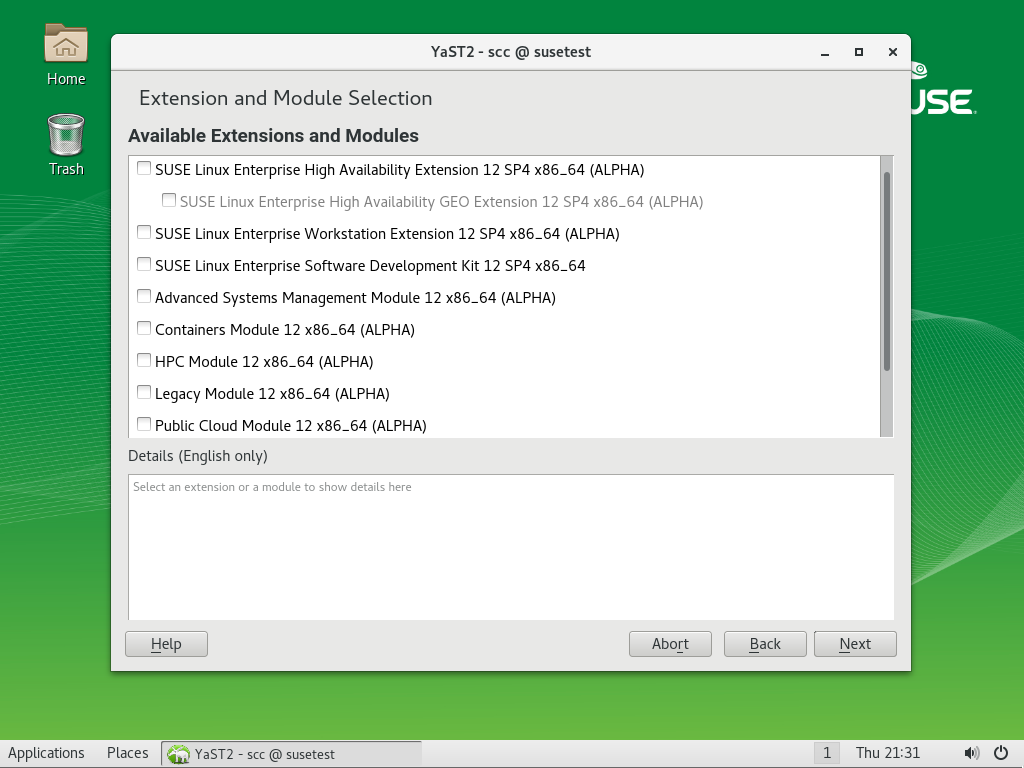 YaST2 - scc @ susetest
Home
Trash
USE
Extension and Module Selection
Available Extensions and Modules
SUSE Linux Enterprise High Availability Extension 12 SP4 x86_64 (ALPHA)
SUSE Linux Enterprise High Availability GEO Extension 12 SP4 x86_64 (ALPHA)
SUSE Linux Enterprise Workstation Extension 12 SP4 x86_64 (ALPHA)
SUSE Linux Enterprise Software Development Kit 12 SP4 x86_64
Advanced Systems Management Module 12 x86_64 (ALPHA)
Containers Module 12 x86_64 (ALPHA)
HPC Module 12 x86_64 (ALPHA)
Legacy Module 12 x86_64 (ALPHA)
Public Cloud Module 12 x86_64 (ALPHA)
Details (English only)
Select an extension or a module to show details here
Help Abort Back Next
Applications Places YaST2 - scc @ susetest 1 Thu 21:31